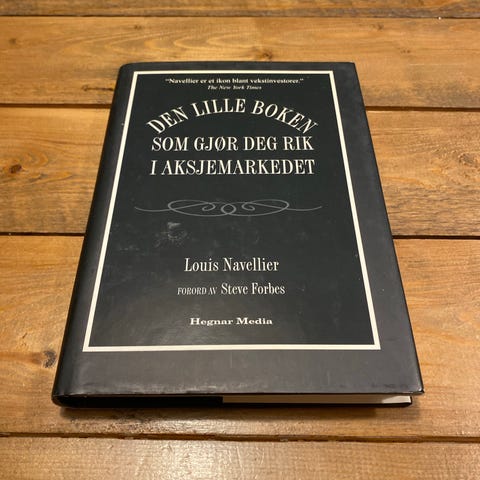 “Navellier er et ikon blant vekstinvestorer.”
The New York Times
DEN LILLE BOKEN
SOM GJØR DEG RIK
I AKSJEMARKEDET
Louis Navellier
FORORD AV Steve Forbes
Hegnar Media